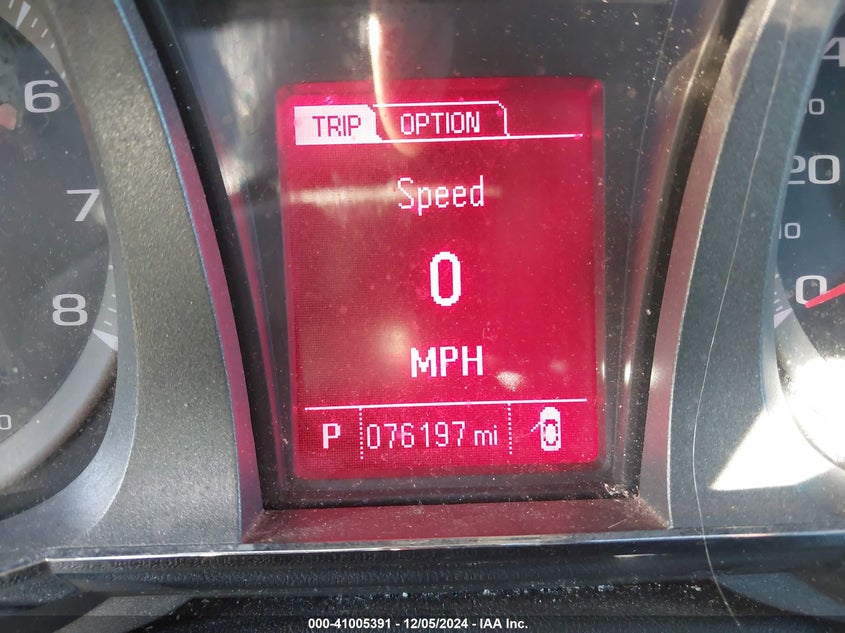 6
7
8
TRIP OPTION
Speed
0
MPH
P 076197 mi
20
10
0
000-41005391 - 12/05/2024 - IAA Inc.